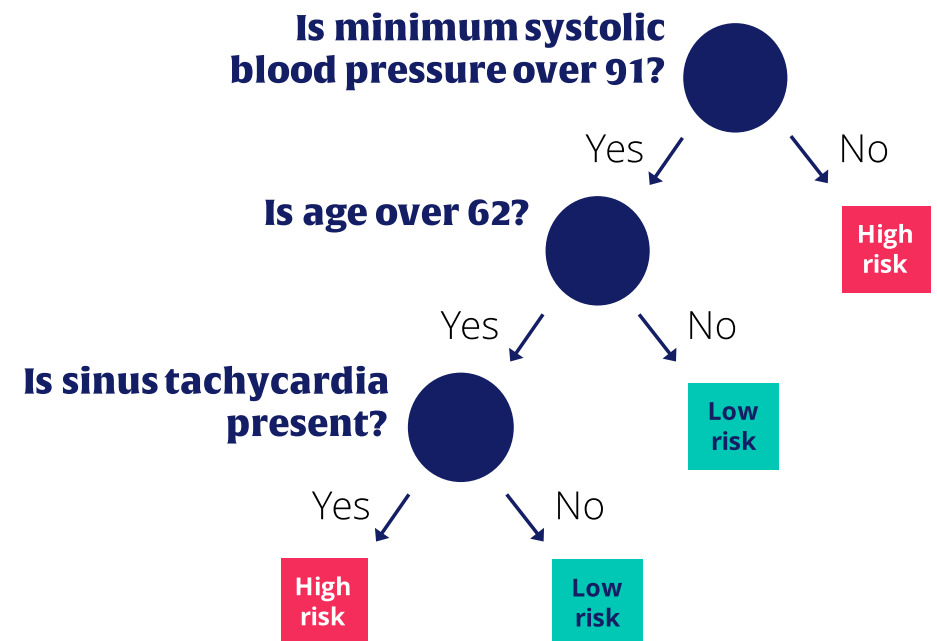 Is minimum systolic
blood pressure over 91?
Yes
No
Is age over 62?
High
risk
Yes
No
Is sinus tachycardia
present?
Low
risk
Yes
No
High
risk
Low
risk